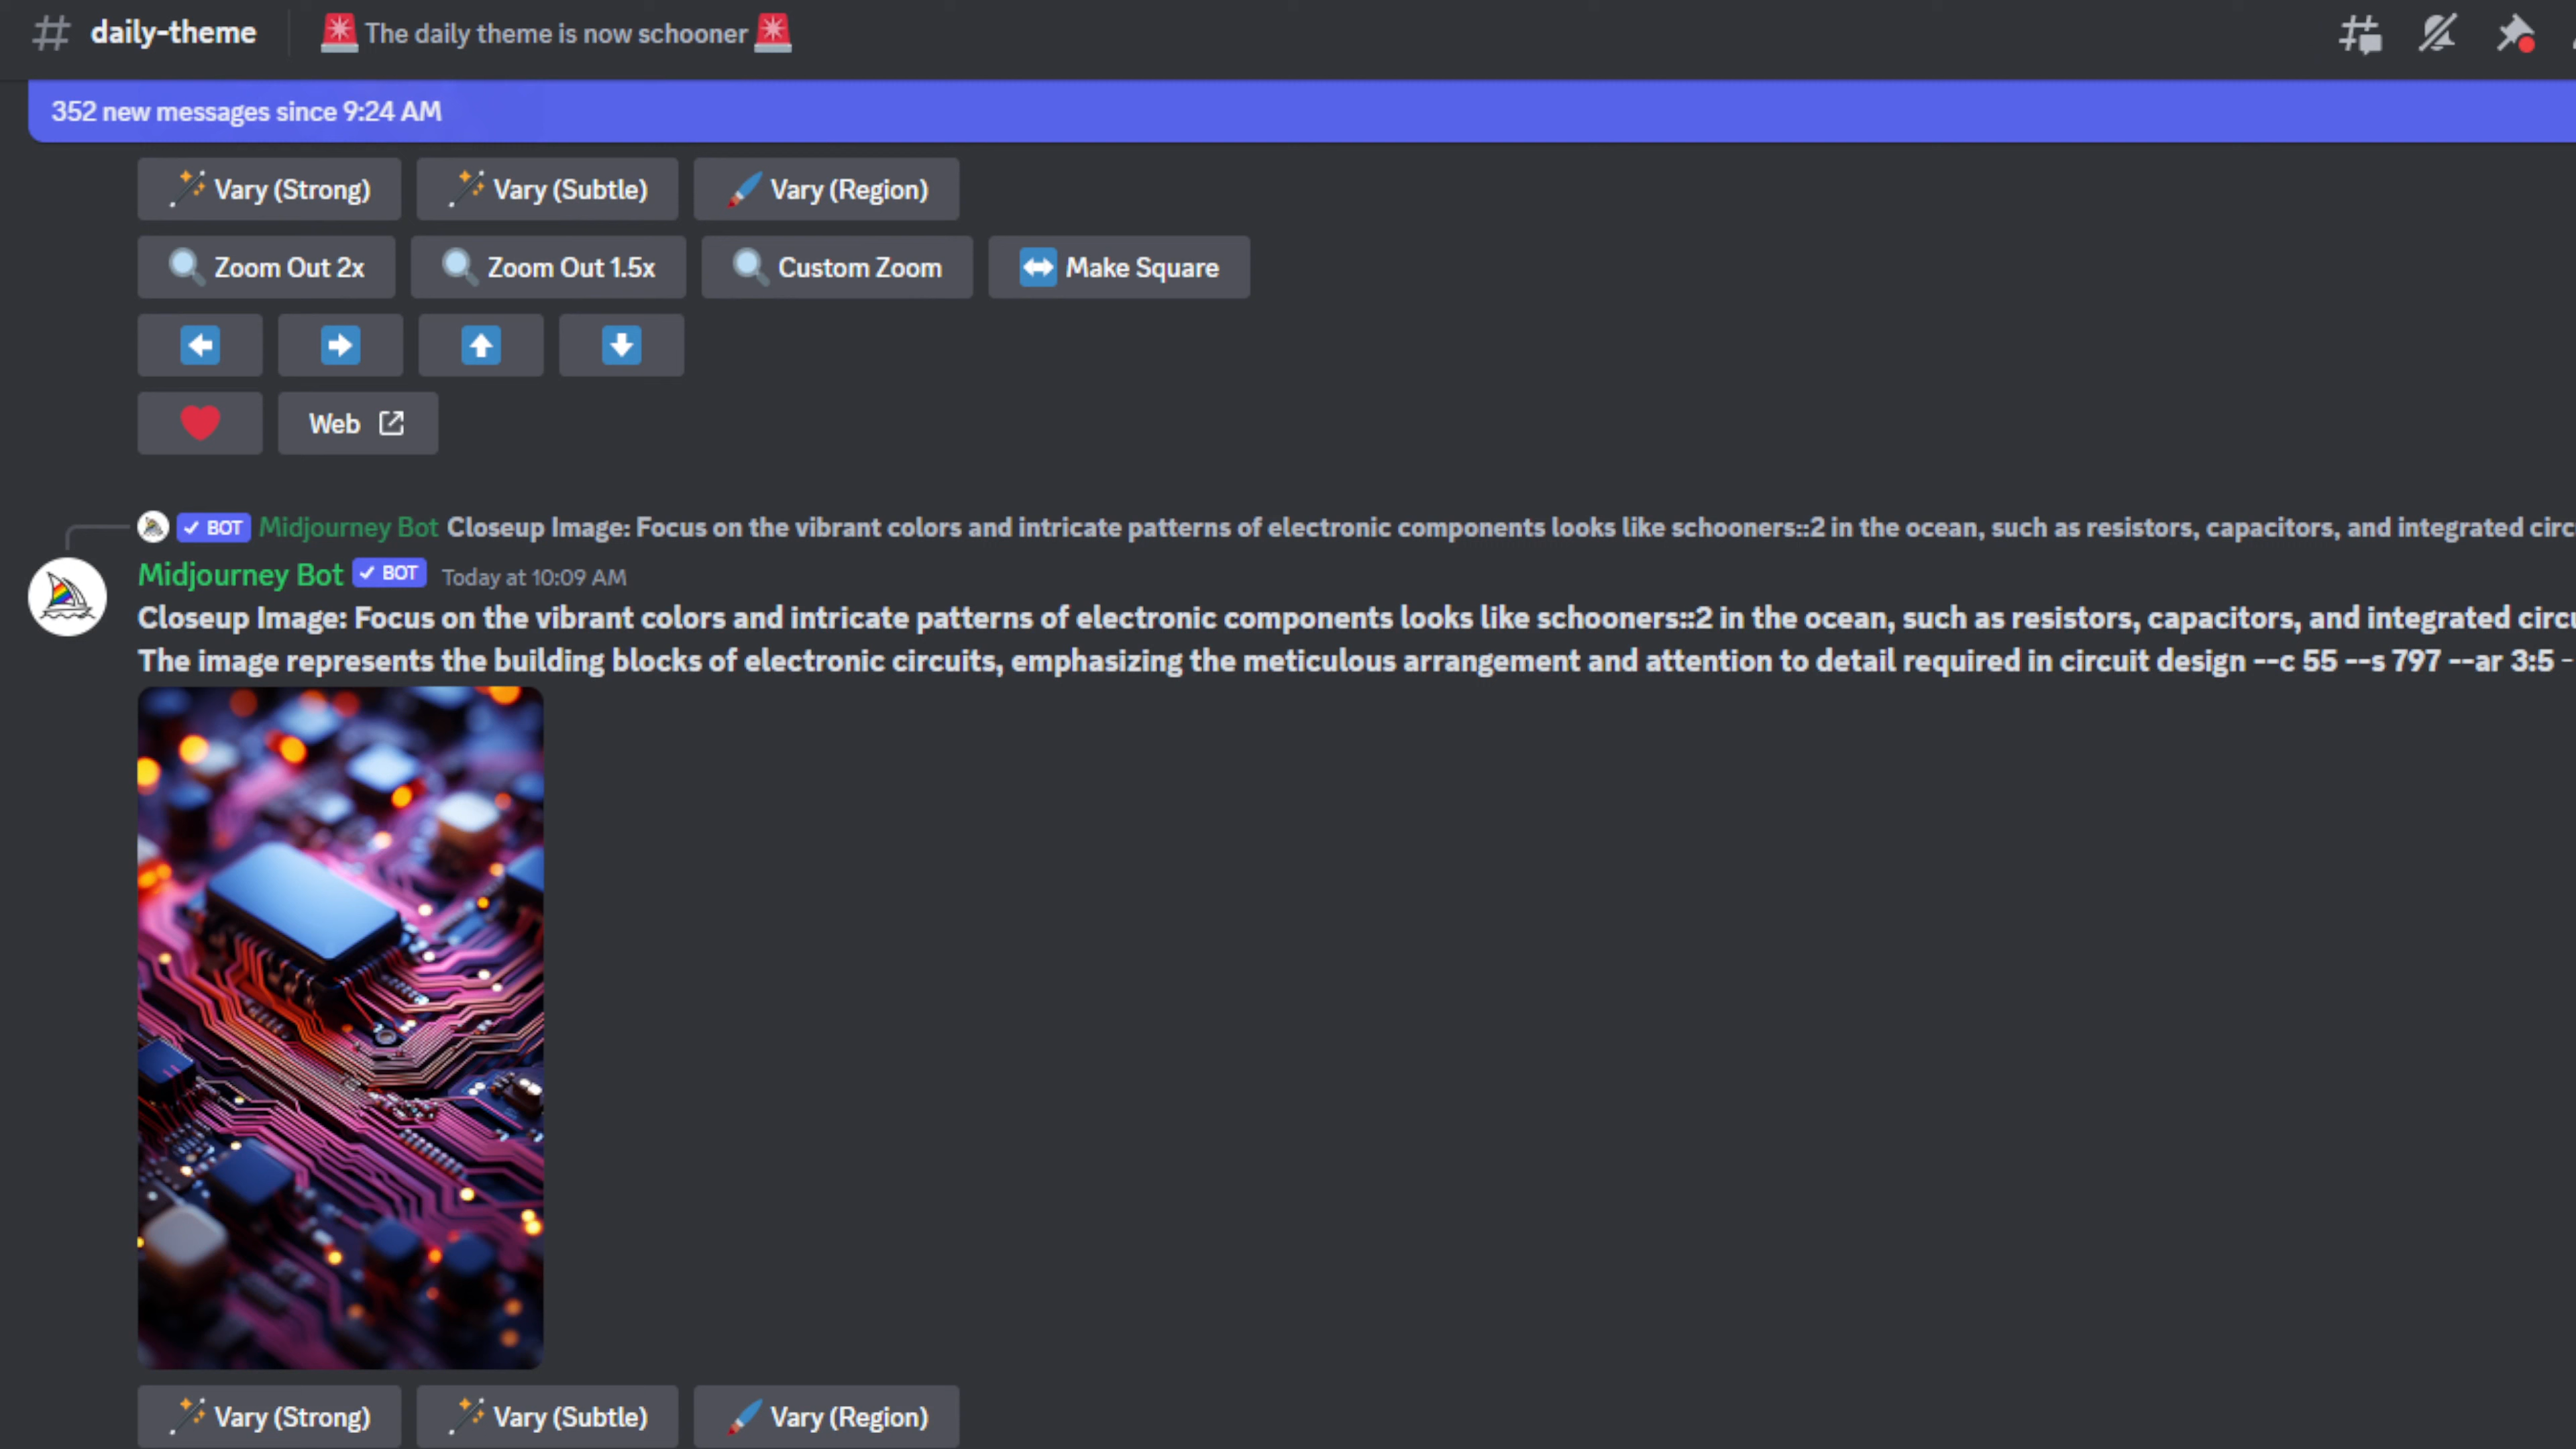 daily-theme
The daily theme is now schooner
352 new messages since 9:24 AM
Vary (Strong) Vary (Subtle) Vary (Region)
Zoom Out 2x Zoom Out 1.5x Custom Zoom Make Square
Web
BOT Midjourney Bot Closeup Image: Focus on the vibrant colors and intricate patterns of electronic components looks like schooners::2 in the ocean, such as resistors, capacitors, and integrated circ
Midjourney Bot BOT Today at 10:09 AM
Closeup Image: Focus on the vibrant colors and intricate patterns of electronic components looks like schooners::2 in the ocean, such as resistors, capacitors, and integrated circ
The image represents the building blocks of electronic circuits, emphasizing the meticulous arrangement and attention to detail required in circuit design --c 55 --s 797 --ar 3:5 -
Vary (Strong) Vary (Subtle) Vary (Region)